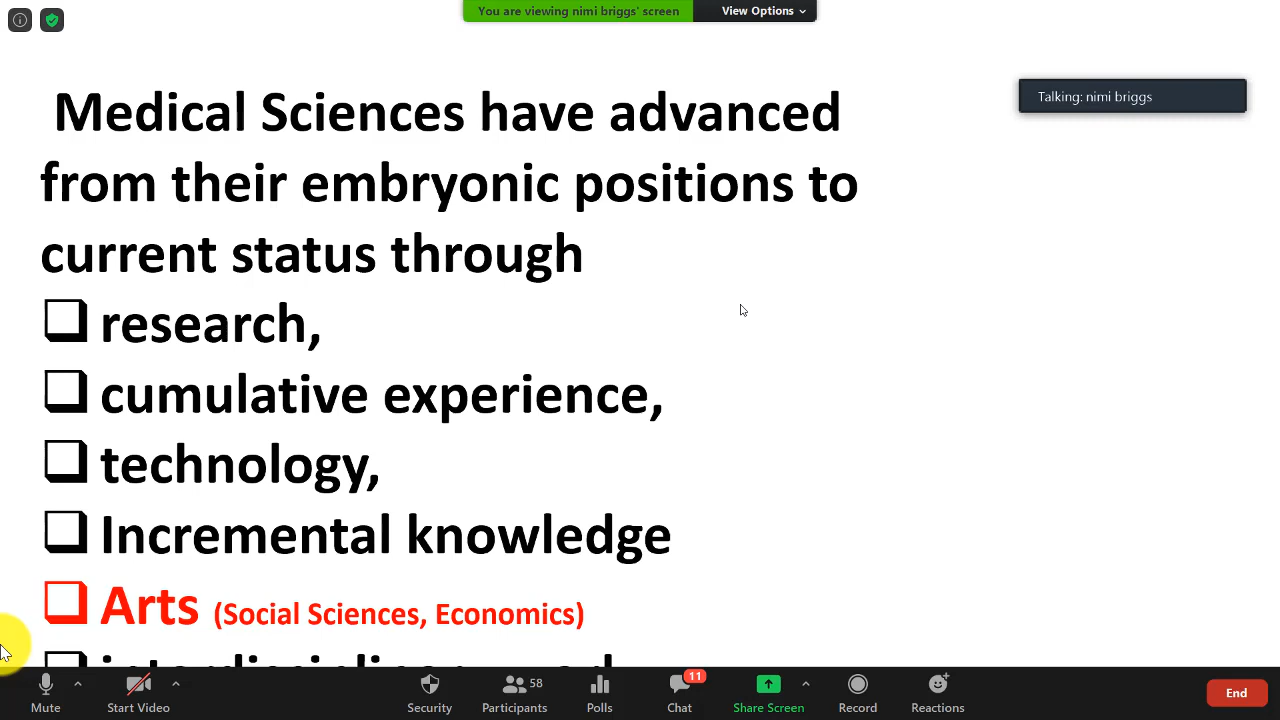 You are viewing nimi briggs' screen
View Options
Talking: nimi briggs
Medical Sciences have advanced
from their embryonic positions to
current status through
research,
cumulative experience,
technology,
Incremental knowledge
Arts (Social Sciences, Economics)
Mute
Start Video
Security
58
Participants
Polls
11
Chat
Share Screen
Record
Reactions
End